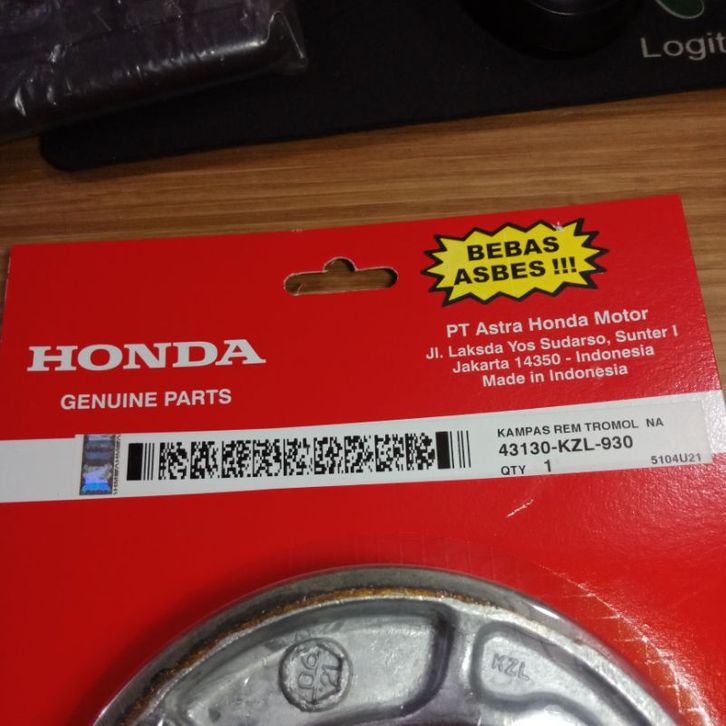 Logit
BEBAS
ASBES !!!
HONDA
GENUINE PARTS
PT Astra Honda Motor
Jl. Laksda Yos Sudarso, Sunter I
Jakarta 14350 - Indonesia
Made in Indonesia
KAMPAS REM TROMOL NA
43130-KZL-930
QTY 1 5104U21
KZL